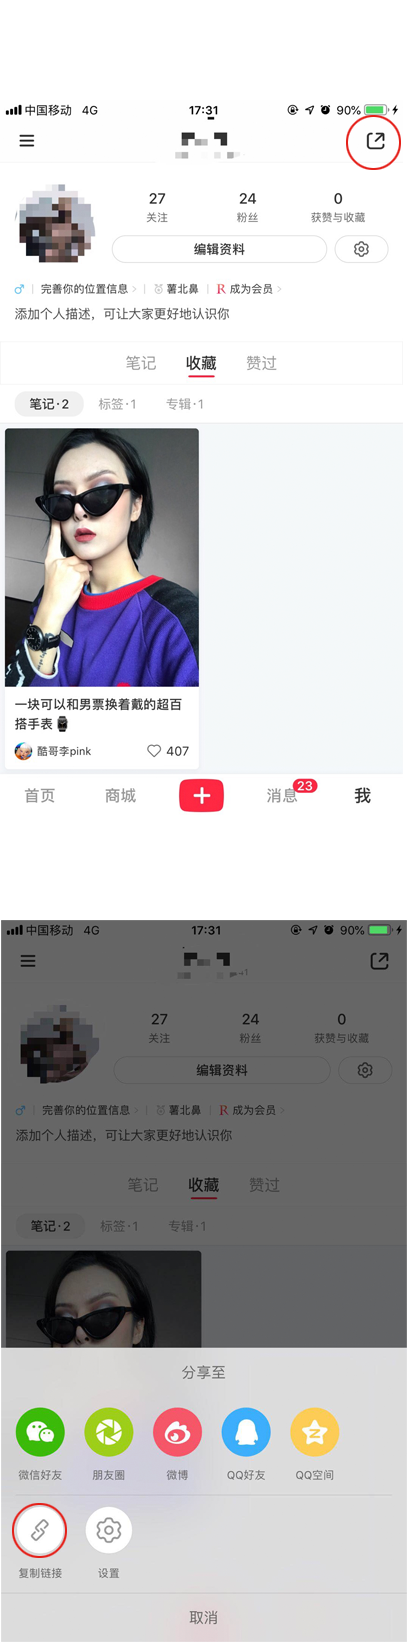 中国移动 4G 17:31 90%
27 24 0
关注 粉丝 获赞与收藏
编辑资料
完善你的位置信息 薯北鼻 R 成为会员
添加个人描述，可让大家更好地认识你
笔记 收藏 赞过
笔记·2 标签·1 专辑·1
一块可以和男票换着戴的超百
搭手表
酷哥李pink 407
首页 商城 消息 23 我
中国移动 4G 17:31 90%
27 24 0
关注 粉丝 获赞与收藏
编辑资料
完善你的位置信息 薯北鼻 R 成为会员
添加个人描述，可让大家更好地认识你
笔记 收藏 赞过
笔记·2 标签·1 专辑·1
分享至
微信好友 朋友圈 微博 QQ好友 QQ空间
复制链接 设置
取消